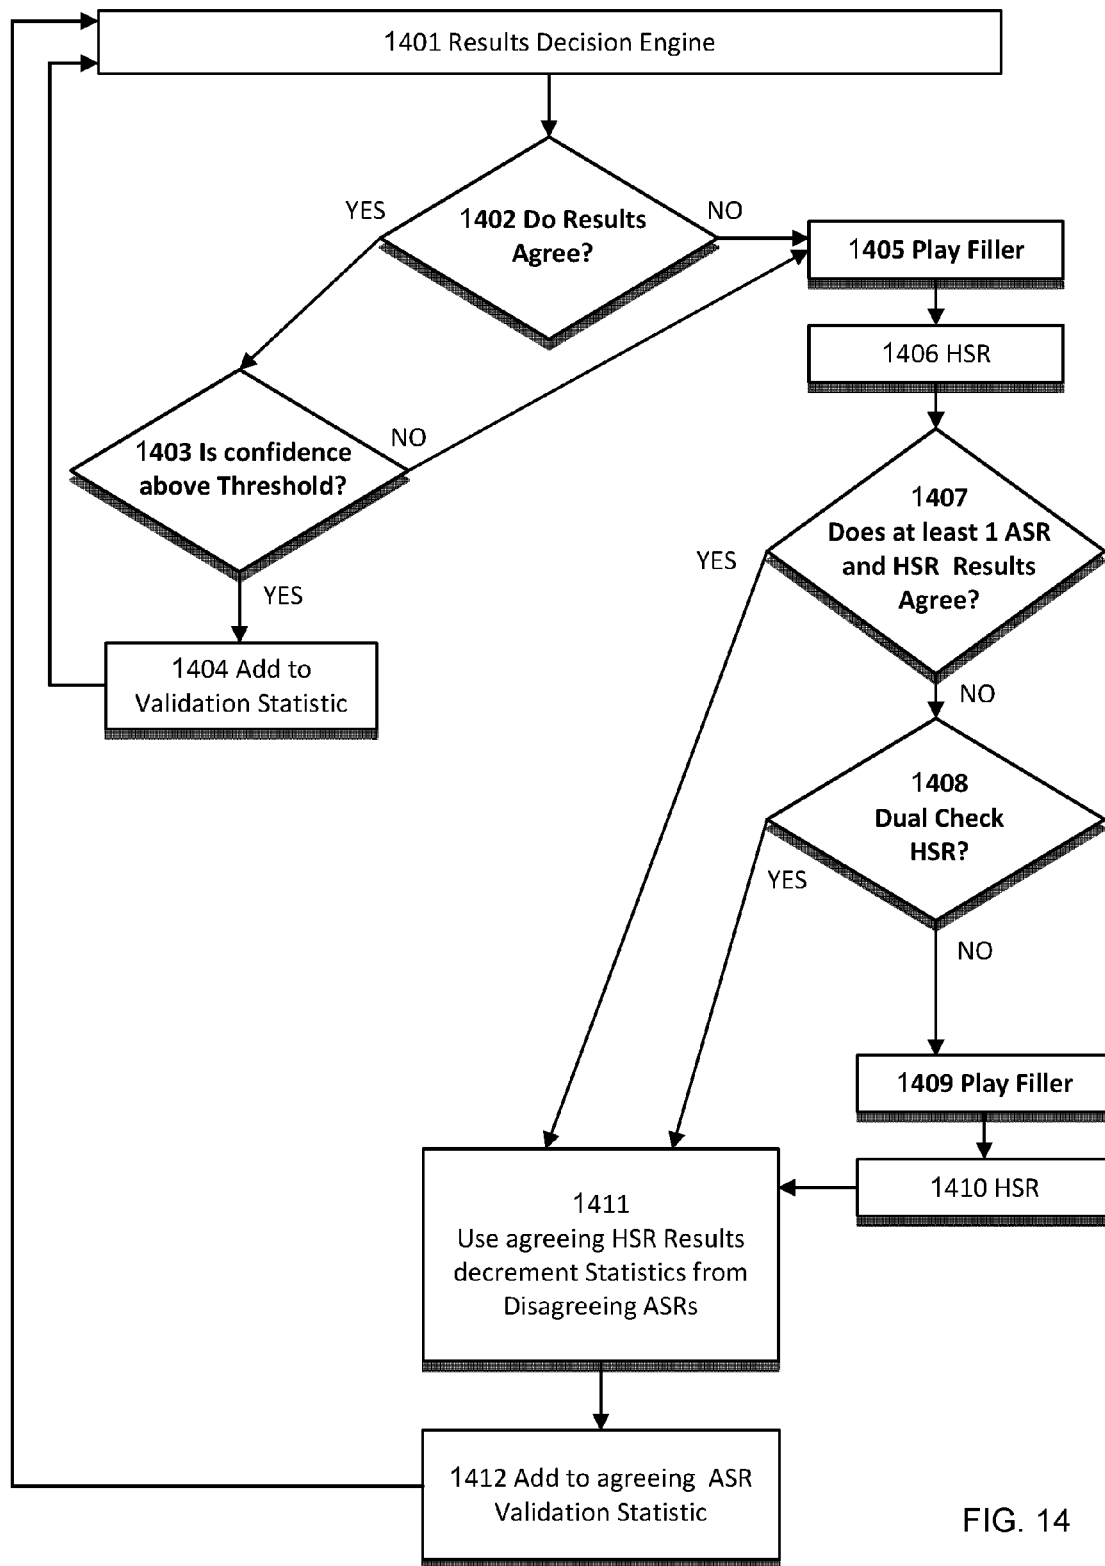 1401 Results Decision Engine
YES
1402 Do Results
Agree?
NO
1405 Play Filler
1406 HSR
1403 Is confidence
above Threshold?
NO
YES
1404 Add to
Validation Statistic
1407
Does at least 1 ASR
and HSR Results
Agree?
YES
NO
1408
Dual Check
HSR?
YES
NO
1409 Play Filler
1410 HSR
1411
Use agreeing HSR Results
decrement Statistics from
Disagreeing ASRs
1412 Add to agreeing ASR
Validation Statistic
FIG. 14